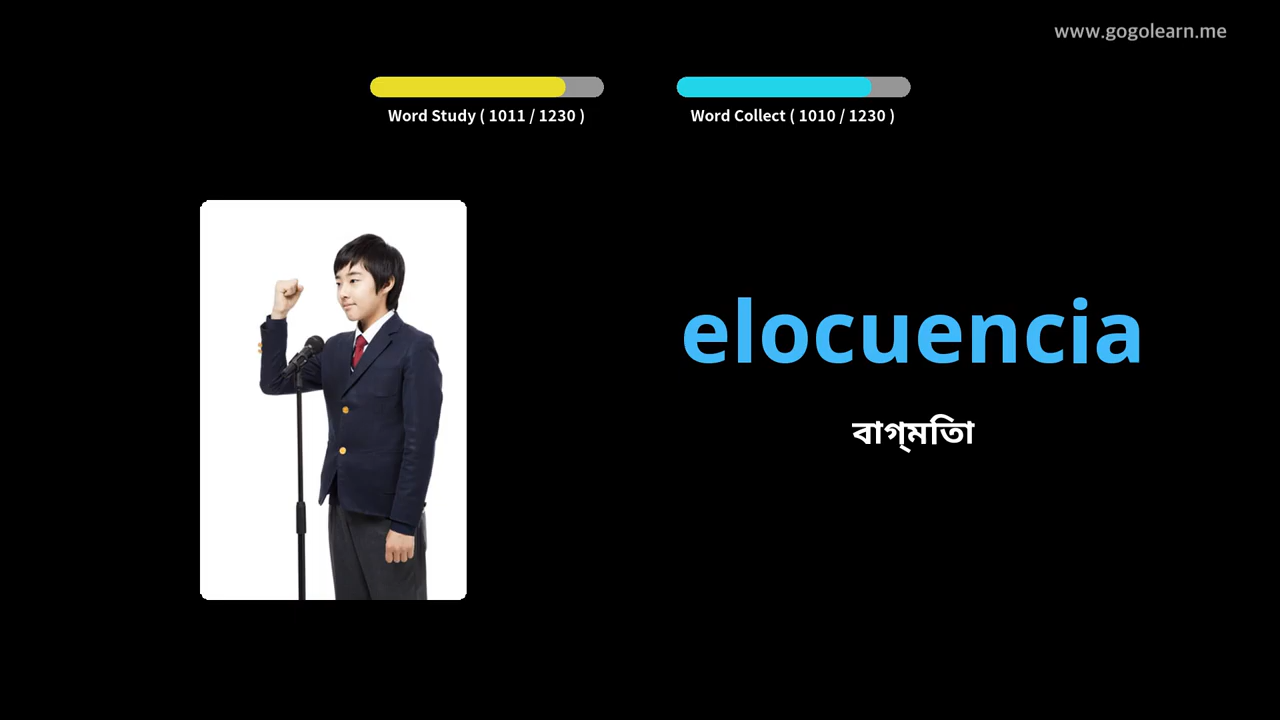 www.gogolearn.me
Word Study ( 1011 / 1230 )
Word Collect ( 1010 / 1230 )
elocuencia
বাগ্মিতা